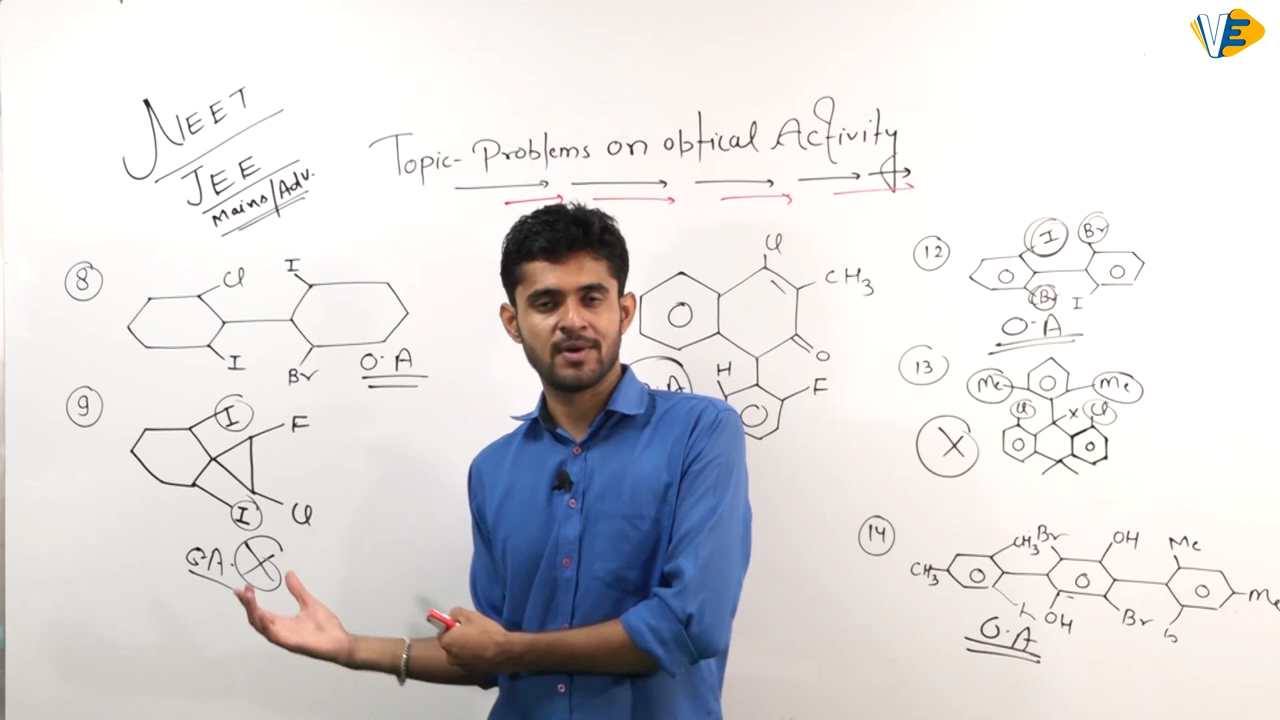 VE
NEET
JEE
Mains/Adv.
Topic- Problems on optical Activity
8
Cl
I
I
Br
O·A
9
I
F
I
Cl
X
Cl
CH3
O
H
F
·A
12
I
Br
Br
I
O·A
13
Me
Me
Cl
x
Cl
X
14
CH3
CH3
Br
OH
Me
OH
Br
Me
O·A